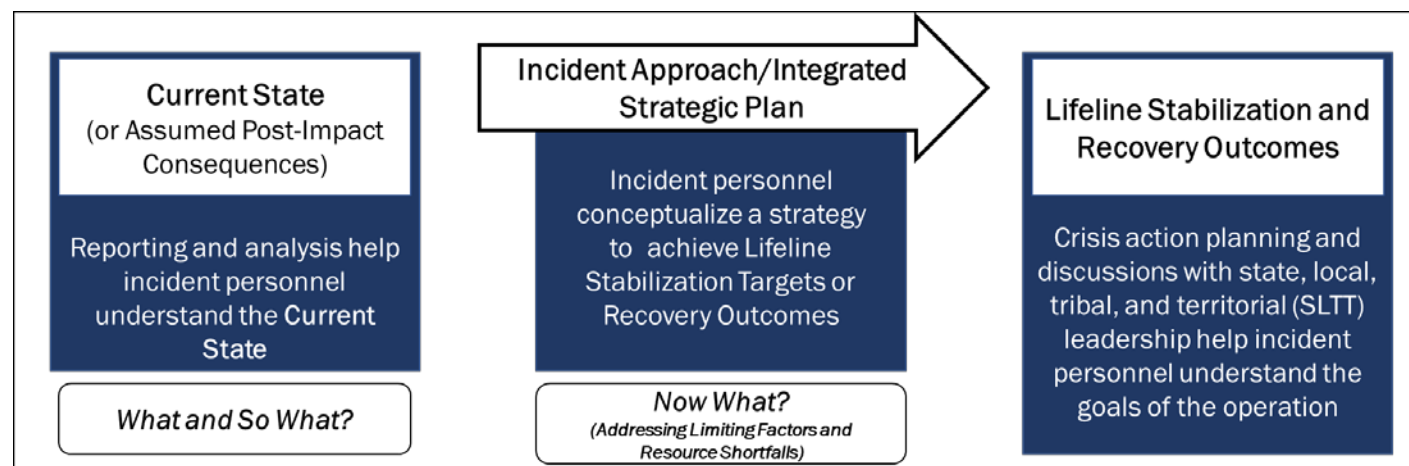 Current State
(or Assumed Post-Impact
Consequences)
Reporting and analysis help
incident personnel
understand the Current
State
What and So What?
Incident Approach/Integrated
Strategic Plan
Incident personnel
conceptualize a strategy
to achieve Lifeline
Stabilization Targets or
Recovery Outcomes
Now What?
(Addressing Limiting Factors and
Resource Shortfalls)
Lifeline Stabilization and
Recovery Outcomes
Crisis action planning and
discussions with state, local,
tribal, and territorial (SLTT)
leadership help incident
personnel understand the
goals of the operation